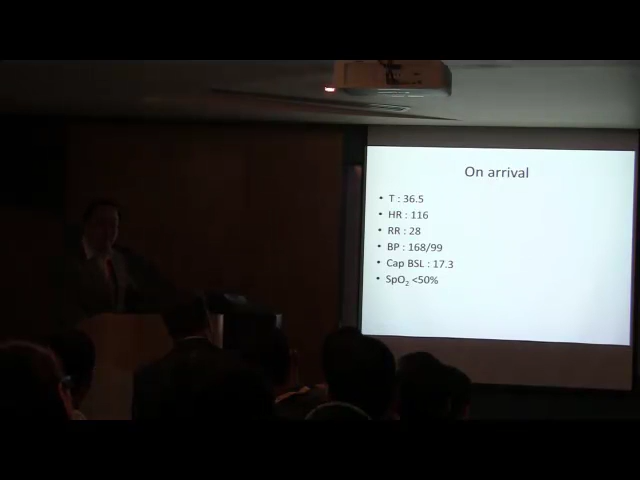 On arrival
• T : 36.5
• HR : 116
• RR : 28
• BP : 168/99
• Cap BSL : 17.3
• SpO₂ <50%